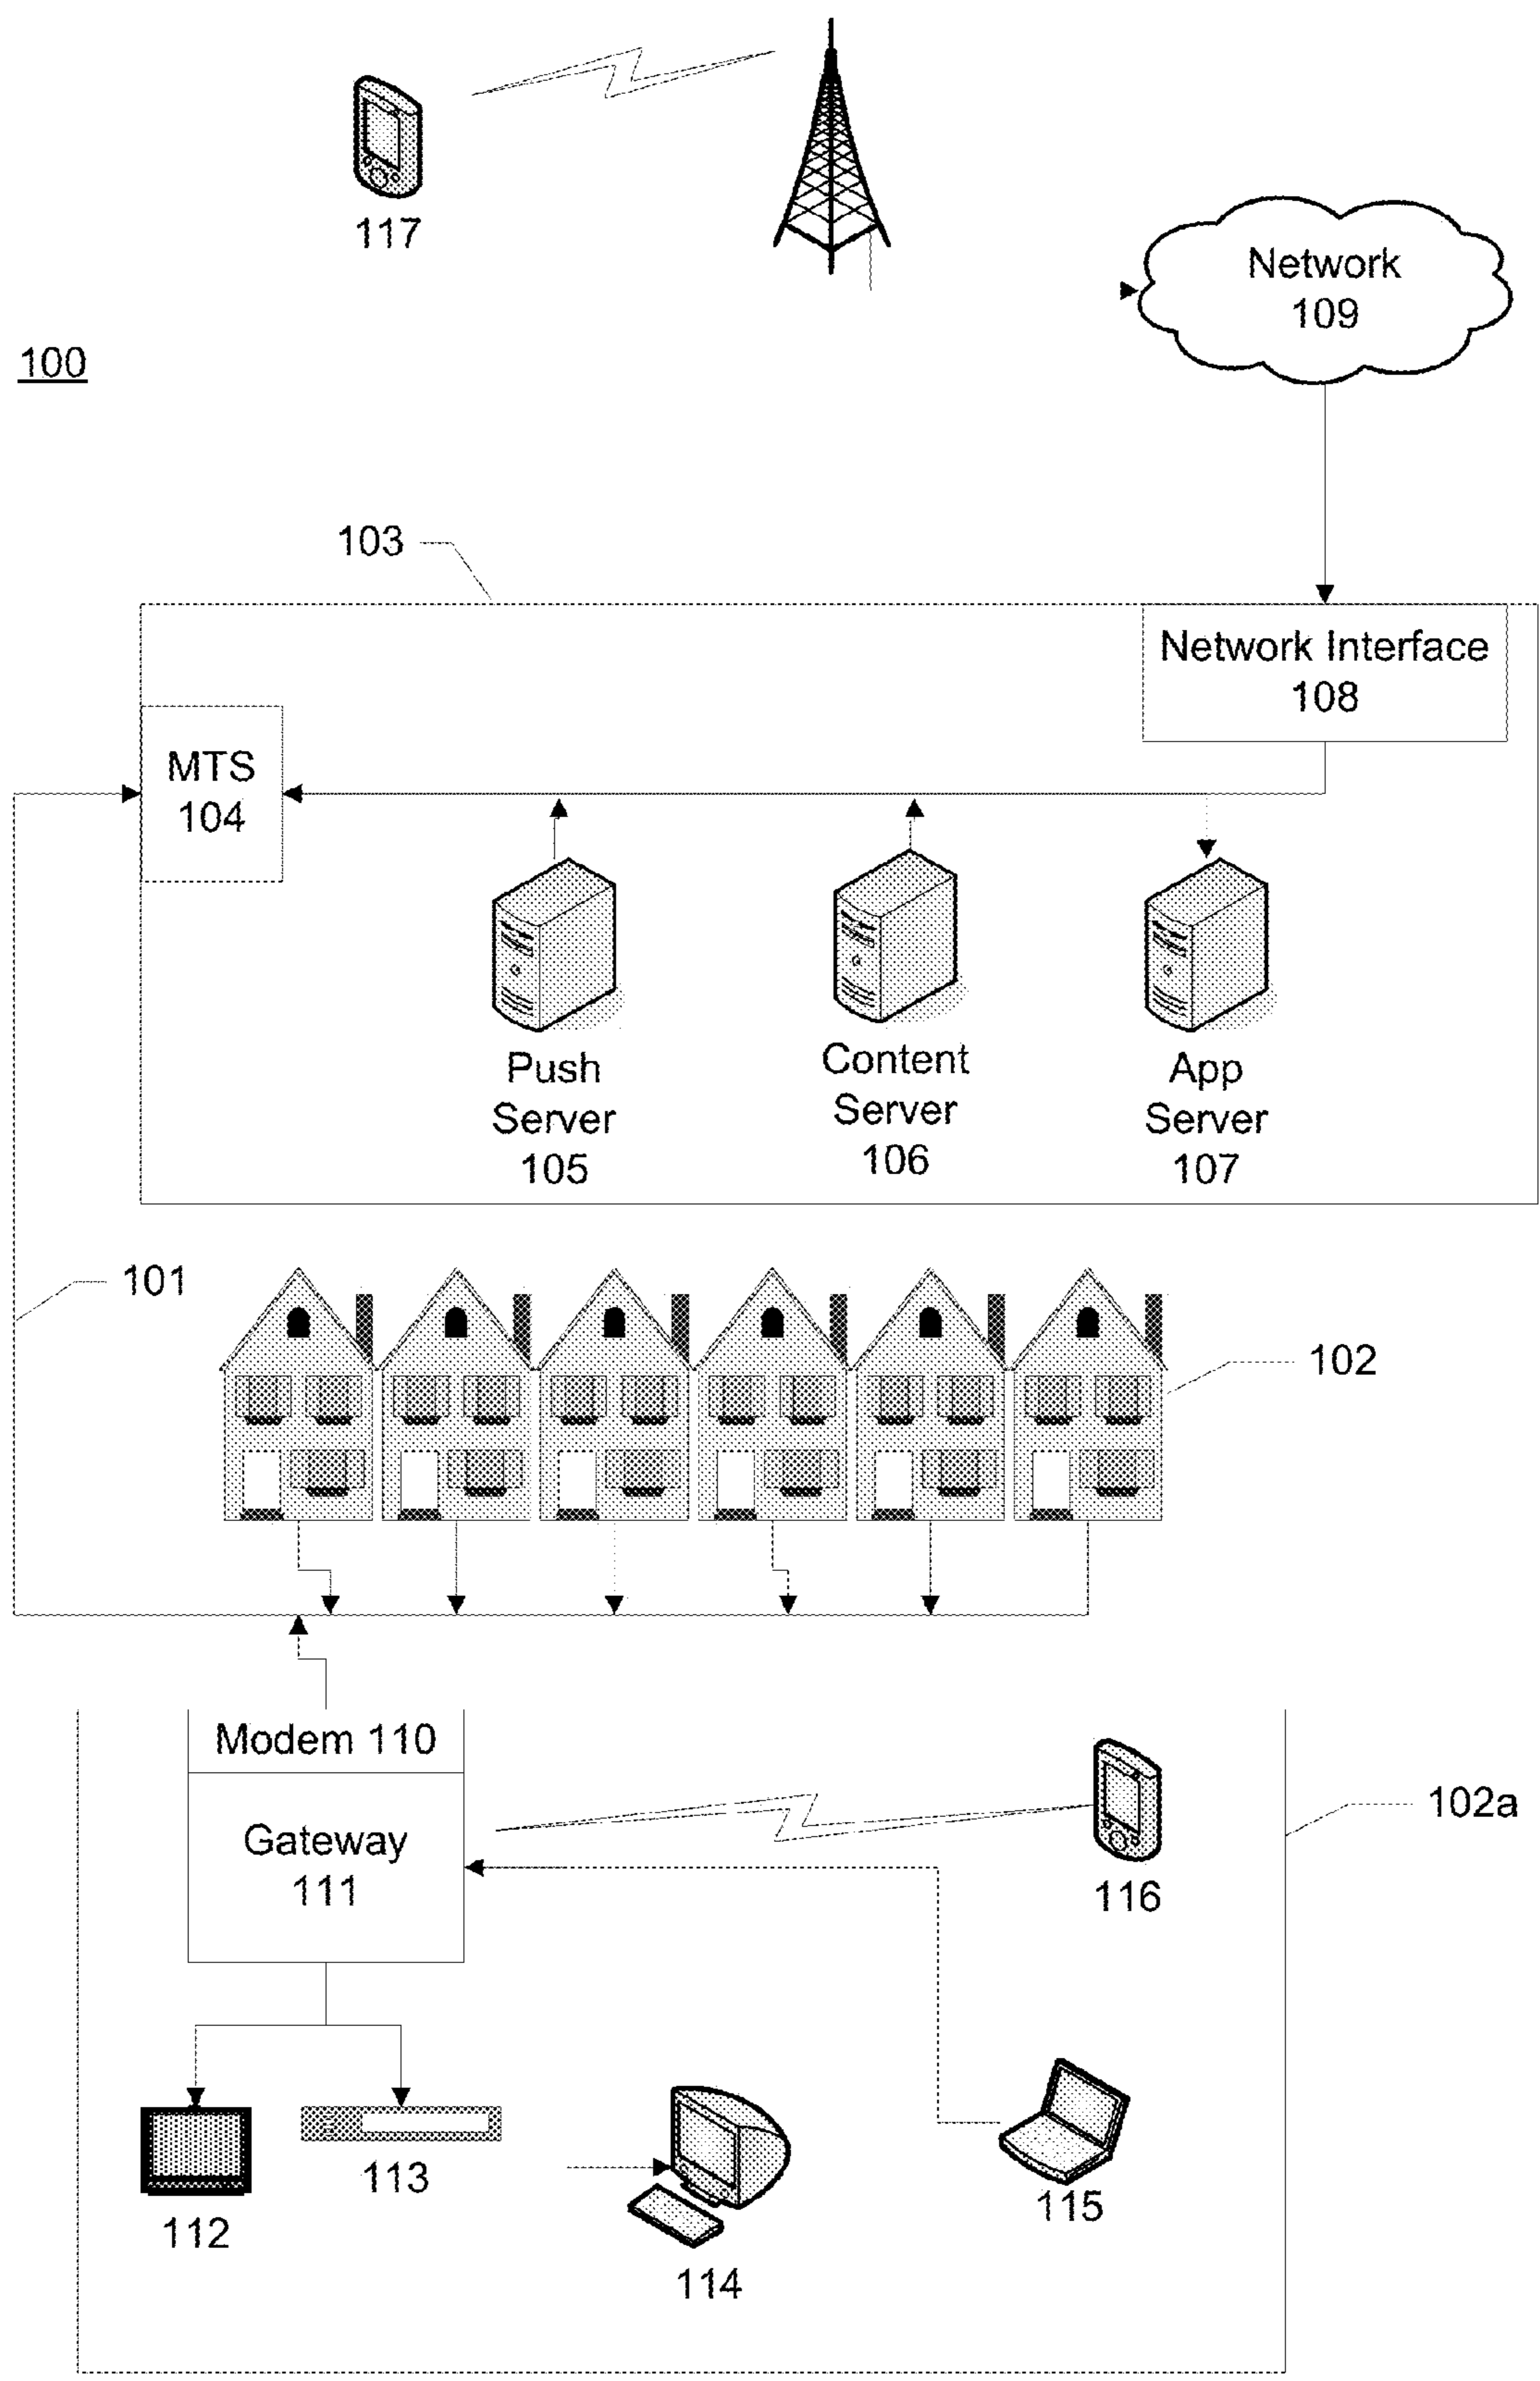 117
Network
109
100
103
Network Interface
108
MTS
104
Push
Server
105
Content
Server
106
App
Server
107
101
102
Modem 110
Gateway
111
102a
116
112
113
114
115